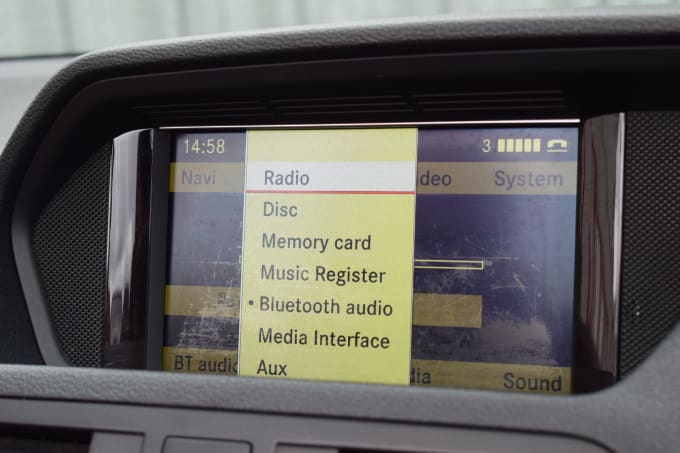 14:58 3
Navi Radio deo System
Disc
Memory card
Music Register
• Bluetooth audio
Media Interface
BT audio Aux dia Sound